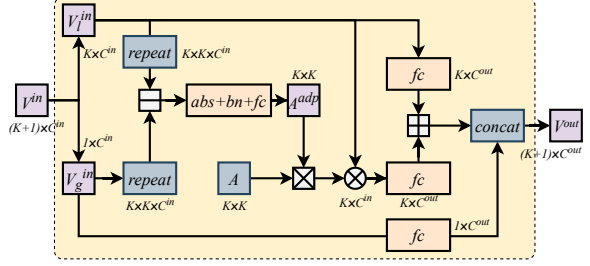 V_l^in
repeat
K×K×C^in
K×C^in
K×K
fc
K×C^out
V^in
(K+1)×C^in
abs+bn+fc
A^adp
concat
V^out
(K+1)×C^out
1×C^in
V_g^in
repeat
K×K×C^in
A
K×K
K×C^in
fc
K×C^out
fc
1×C^out